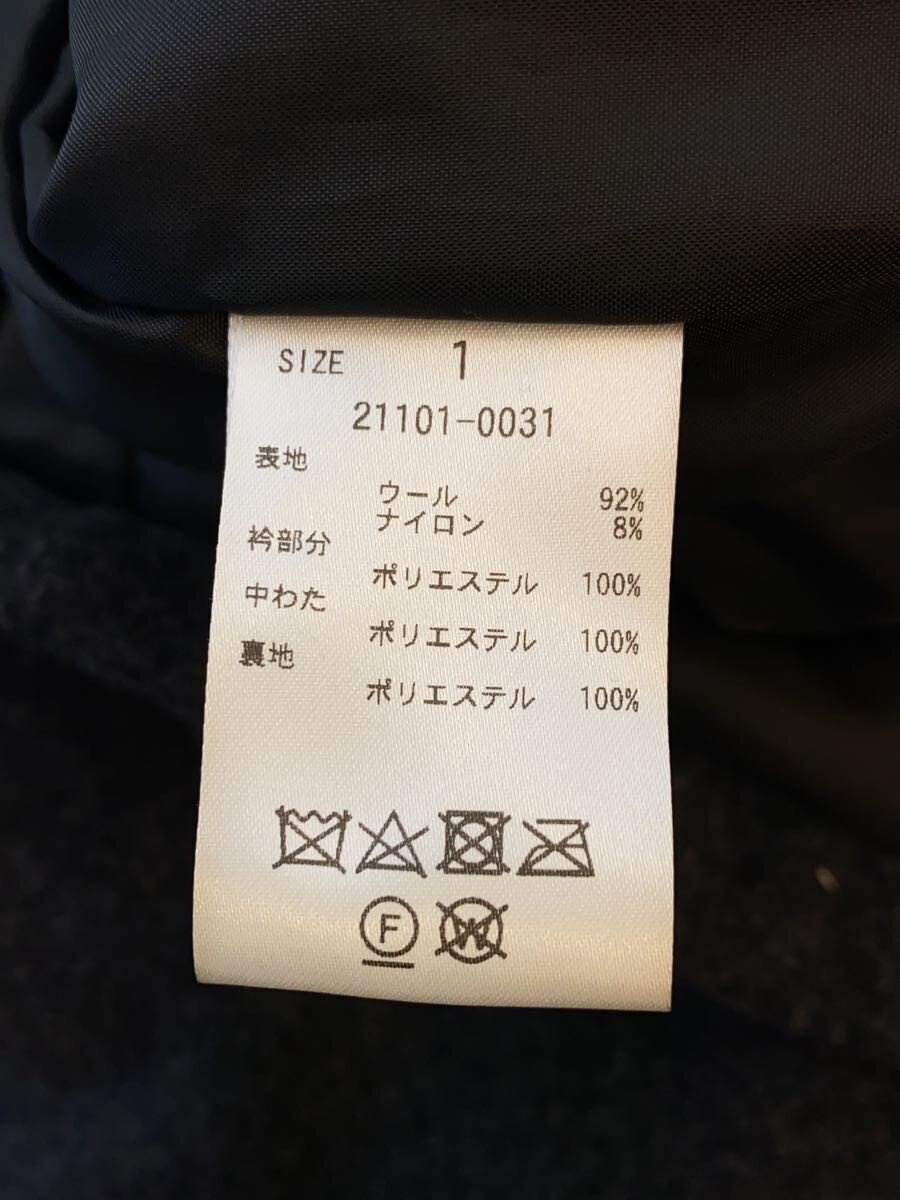 SIZE 1
21101-0031
表地
ウール 92%
ナイロン 8%
衿部分
ポリエステル 100%
中わた
ポリエステル 100%
裏地
ポリエステル 100%
F W